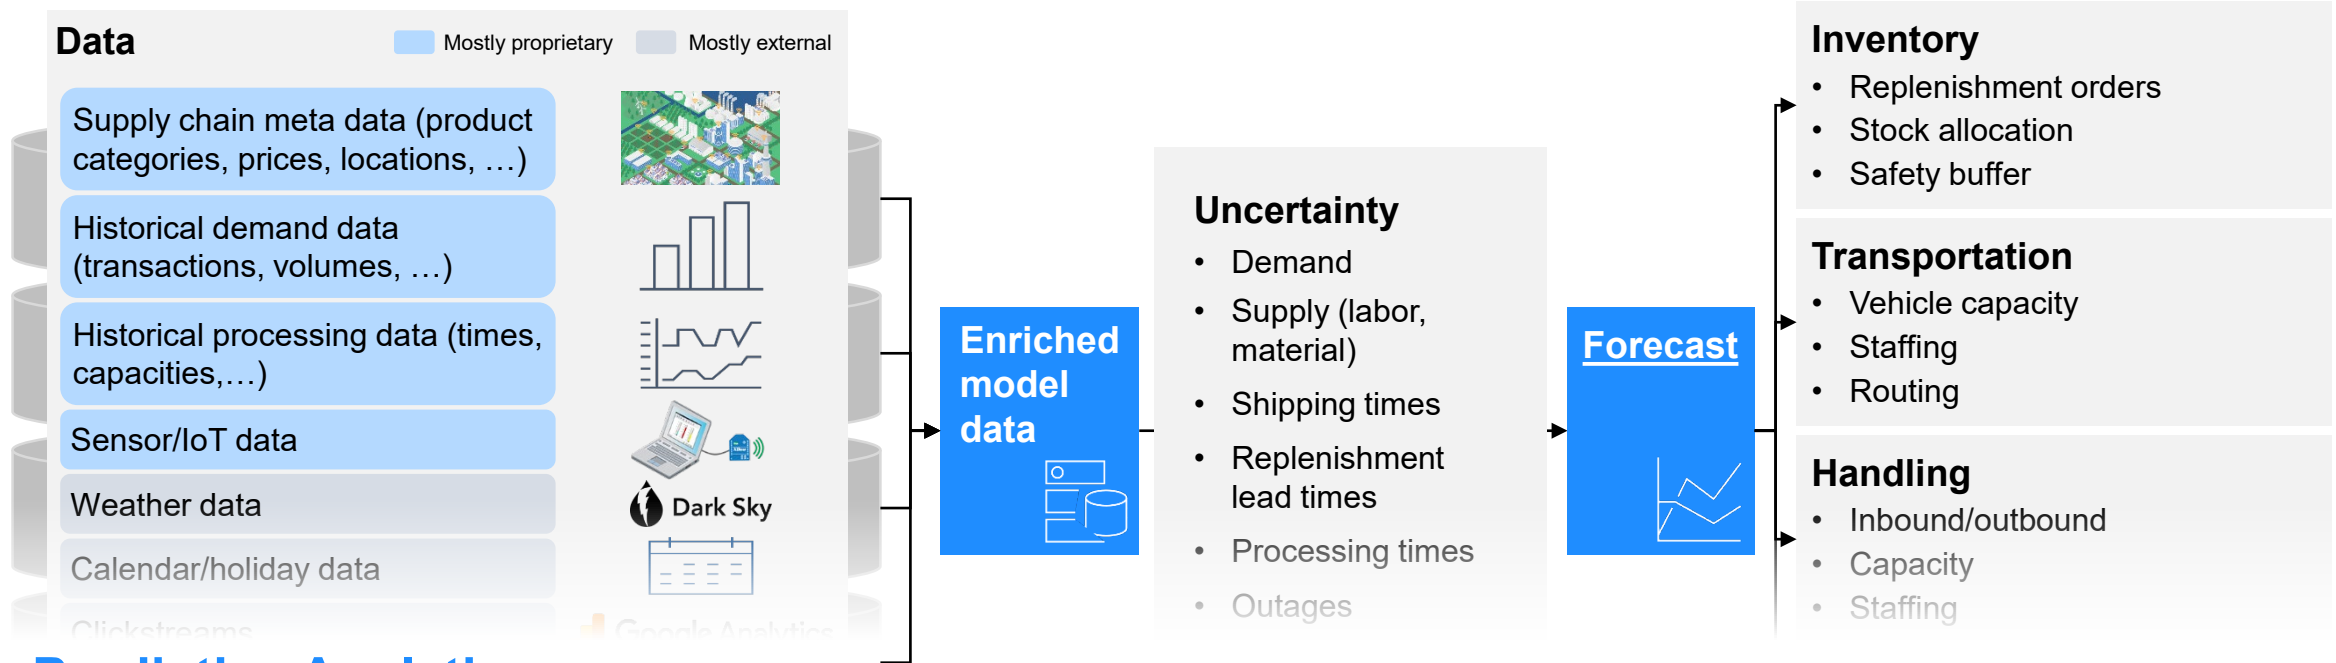 Data
Mostly proprietary
Mostly external
Supply chain meta data (product
categories, prices, locations, …)
Historical demand data
(transactions, volumes, …)
Historical processing data (times,
capacities,…)
Sensor/IoT data
Weather data
Dark Sky
Calendar/holiday data
Clickstreams
Google Analytics
Enriched
model
data
Uncertainty
• Demand
• Supply (labor,
material)
• Shipping times
• Replenishment
lead times
• Processing times
• Outages
Forecast
Inventory
• Replenishment orders
• Stock allocation
• Safety buffer
Transportation
• Vehicle capacity
• Staffing
• Routing
Handling
• Inbound/outbound
• Capacity
• Staffing